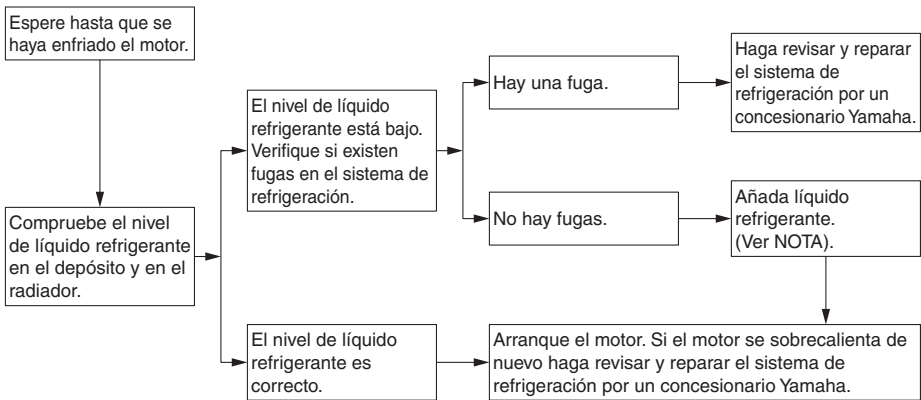 Espere hasta que se
haya enfriado el motor.
Compruebe el nivel
de líquido refrigerante
en el depósito y en el
radiador.
El nivel de líquido
refrigerante está bajo.
Verifique si existen
fugas en el sistema de
refrigeración.
Hay una fuga.
Haga revisar y reparar
el sistema de
refrigeración por un
concesionario Yamaha.
No hay fugas.
Añada líquido
refrigerante.
(Ver NOTA).
El nivel de líquido
refrigerante es
correcto.
Arranque el motor. Si el motor se sobrecalienta de
nuevo haga revisar y reparar el sistema de
refrigeración por un concesionario Yamaha.